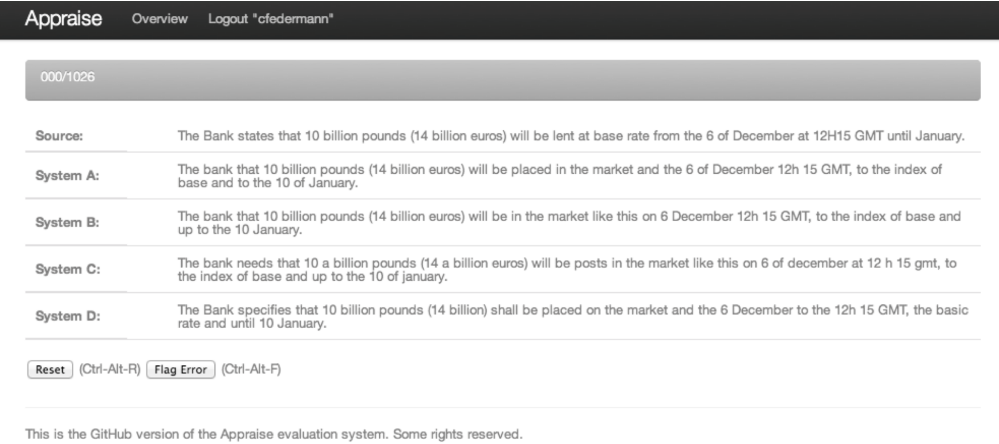 Appraise Overview Logout "cfedermann"
000/1026
Source: The Bank states that 10 billion pounds (14 billion euros) will be lent at base rate from the 6 of December at 12H15 GMT until January.
System A: The bank that 10 billion pounds (14 billion euros) will be placed in the market and the 6 of December 12h 15 GMT, to the index of
base and to the 10 of January.
System B: The bank that 10 billion pounds (14 billion euros) will be in the market like this on 6 December 12h 15 GMT, to the index of base and
up to the 10 January.
System C: The bank needs that 10 a billion pounds (14 a billion euros) will be posts in the market like this on 6 of december at 12 h 15 gmt, to
the index of base and up to the 10 of january.
System D: The Bank specifies that 10 billion pounds (14 billion) shall be placed on the market and the 6 December to the 12h 15 GMT, the basic
rate and until 10 January.
Reset (Ctrl-Alt-R) Flag Error (Ctrl-Alt-F)
This is the GitHub version of the Appraise evaluation system. Some rights reserved.